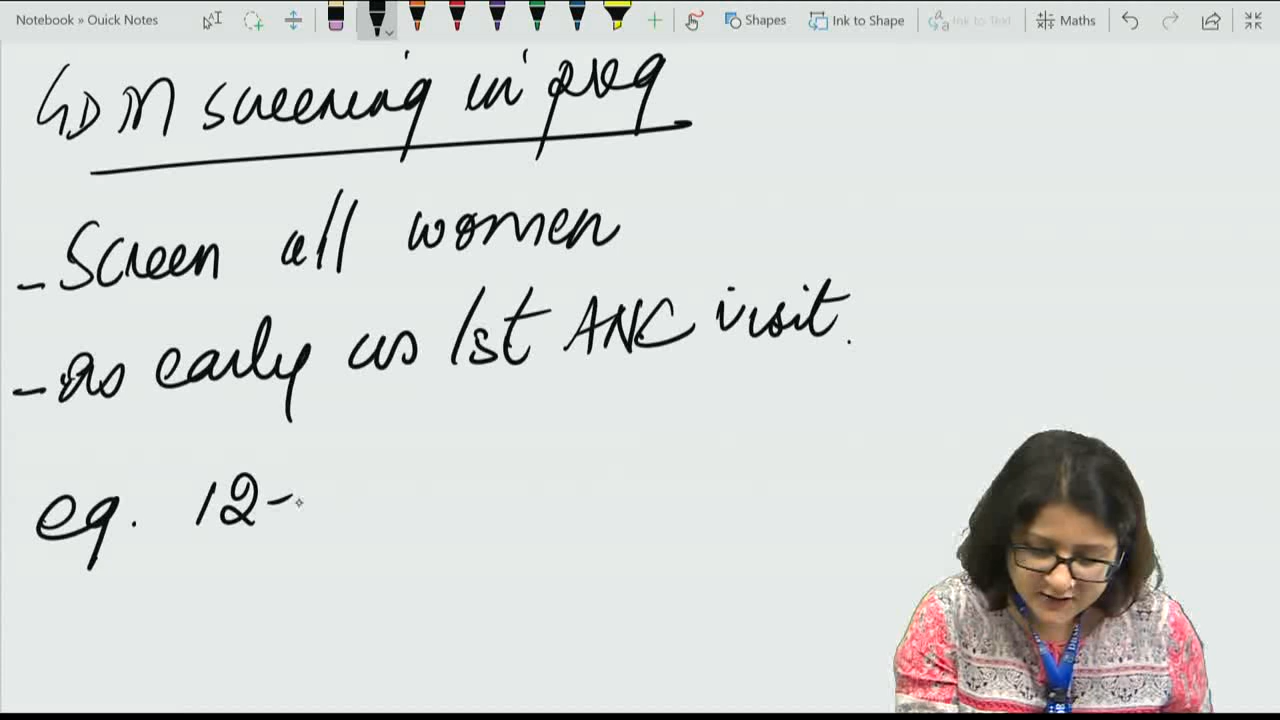 Notebook » Quick Notes
Shapes
Ink to Shape
Ink to Text
Maths
GDM screening in preg
- Screen all women
- as early as 1st ANC visit.
eg. 12-